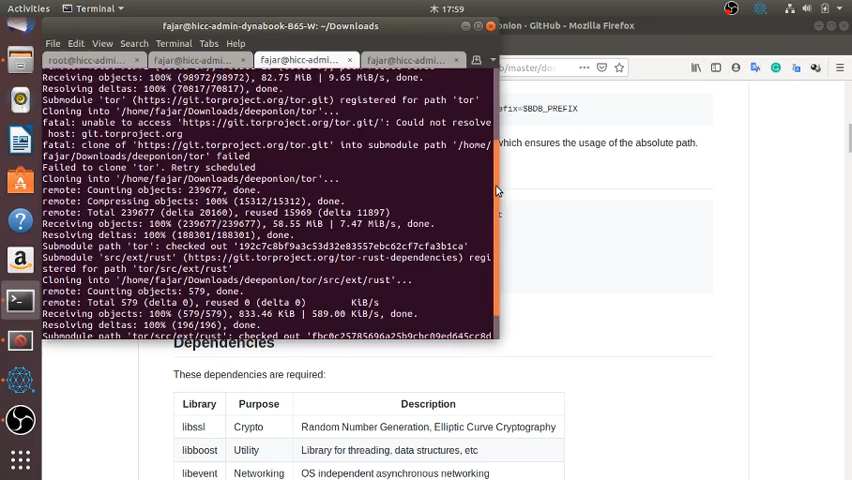 Activities
Terminal
木 17:59
fajar@hicc-admin-dynabook-B65-W: ~/Downloads
onion · GitHub - Mozilla Firefox
File Edit View Search Terminal Tabs Help
root@hicc-admi...
fajar@hicc-admi...
fajar@hicc-admi...
fajar@hicc-admi...
b/master/do
Receiving objects: 100% (98972/98972), 82.75 MiB | 9.65 MiB/s, done.
Resolving deltas: 100% (70817/70817), done.
Submodule 'tor' (https://git.torproject.org/tor.git) registered for path 'tor'
Cloning into '/home/fajar/Downloads/deeponion/tor'...
fatal: unable to access 'https://git.torproject.org/tor.git/': Could not resolve
host: git.torproject.org
fatal: clone of 'https://git.torproject.org/tor.git' into submodule path '/home/
fajar/Downloads/deeponion/tor' failed
Failed to clone 'tor'. Retry scheduled
Cloning into '/home/fajar/Downloads/deeponion/tor'...
remote: Counting objects: 239677, done.
remote: Compressing objects: 100% (15312/15312), done.
remote: Total 239677 (delta 20160), reused 15969 (delta 11897)
Receiving objects: 100% (239677/239677), 58.55 MiB | 7.47 MiB/s, done.
Resolving deltas: 100% (188301/188301), done.
Submodule path 'tor': checked out '192c7c8bf9a3c53d32e83557ebc62cf7cfa3b1ca'
Submodule 'src/ext/rust' (https://git.torproject.org/tor-rust-dependencies) regi
stered for path 'tor/src/ext/rust'
Cloning into '/home/fajar/Downloads/deeponion/tor/src/ext/rust'...
remote: Counting objects: 579, done.
remote: Total 579 (delta 0), reused 0 (delta 0) KiB/s
Receiving objects: 100% (579/579), 833.46 KiB | 589.00 KiB/s, done.
Resolving deltas: 100% (196/196), done.
Submodule path 'tor/src/ext/rust': checked out 'fbc0c25785696a25b9cbc09ed645cc8d
efix=$BDB_PREFIX
which ensures the usage of the absolute path.
Dependencies
These dependencies are required:
Library Purpose Description
libssl Crypto Random Number Generation, Elliptic Curve Cryptography
libboost Utility Library for threading, data structures, etc
libevent Networking OS independent asynchronous networking